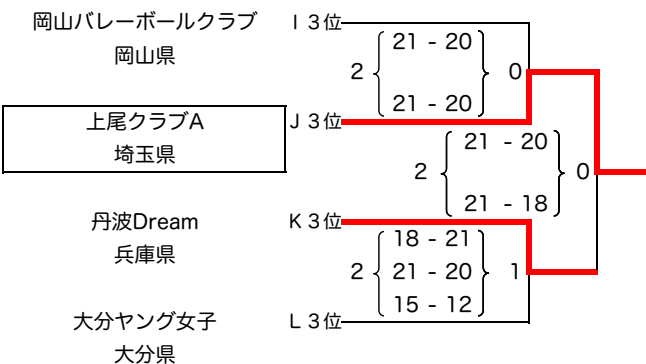 岡山バレーボールクラブ
岡山県
I 3位
2 21 - 20 0
21 - 20
上尾クラブA
埼玉県
J 3位
2 21 - 20 0
21 - 18
丹波Dream
兵庫県
K 3位
18 - 21
2 21 - 20 1
15 - 12
大分ヤング女子
大分県
L 3位